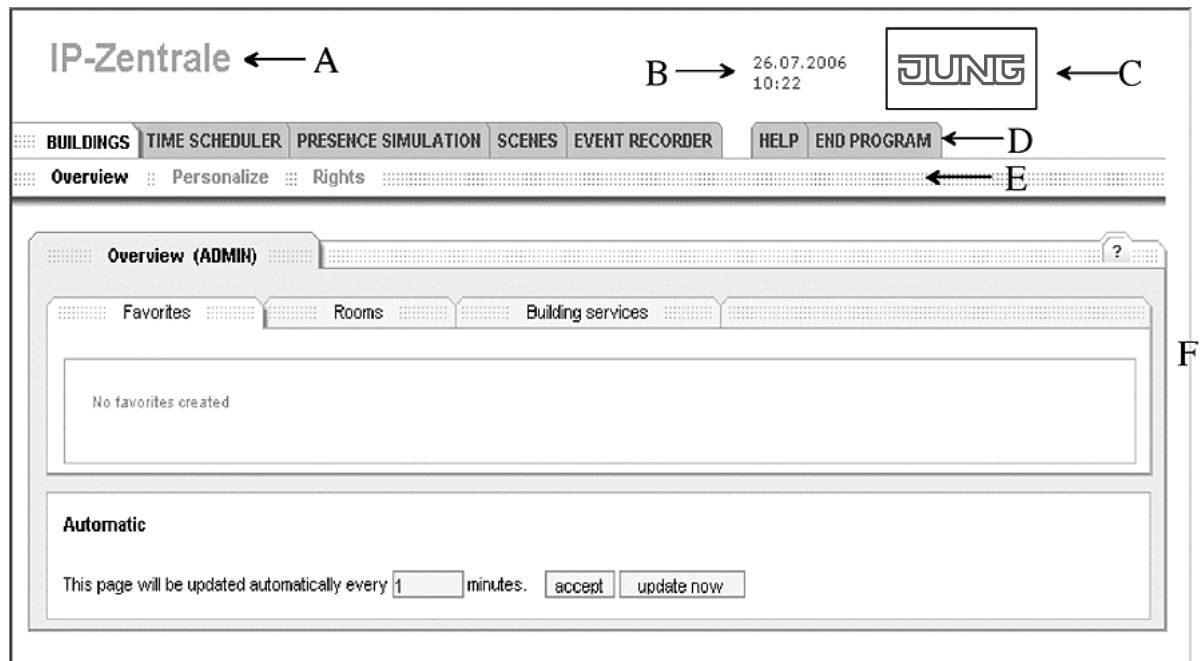 IP-Zentrale A
B 26.07.2006
10:22
JUNG C
BUILDINGS TIME SCHEDULER PRESENCE SIMULATION SCENES EVENT RECORDER HELP END PROGRAM D
Overview Personalize Rights E
Overview (ADMIN) ?
Favorites Rooms Building services
F
No favorites created
Automatic
This page will be updated automatically every 1 minutes. accept update now